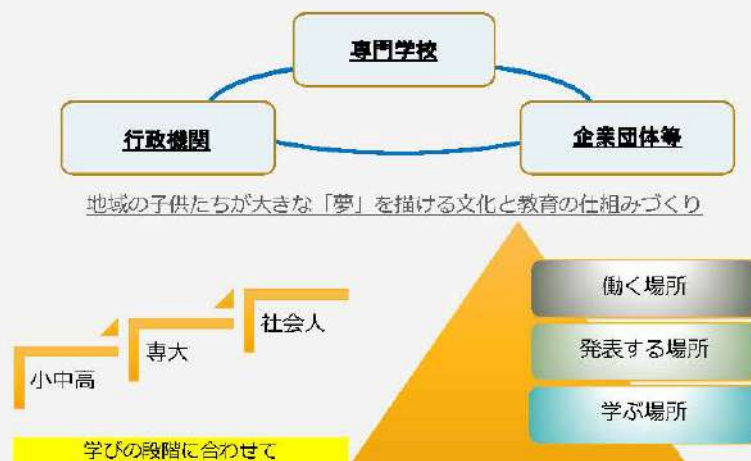 専門学校
行政機関
企業団体等
地域の子供たちが大きな「夢」を描ける文化と教育の仕組みづくり
社会人
専大
小中高
学びの段階に合わせて
働く場所
発表する場所
学ぶ場所